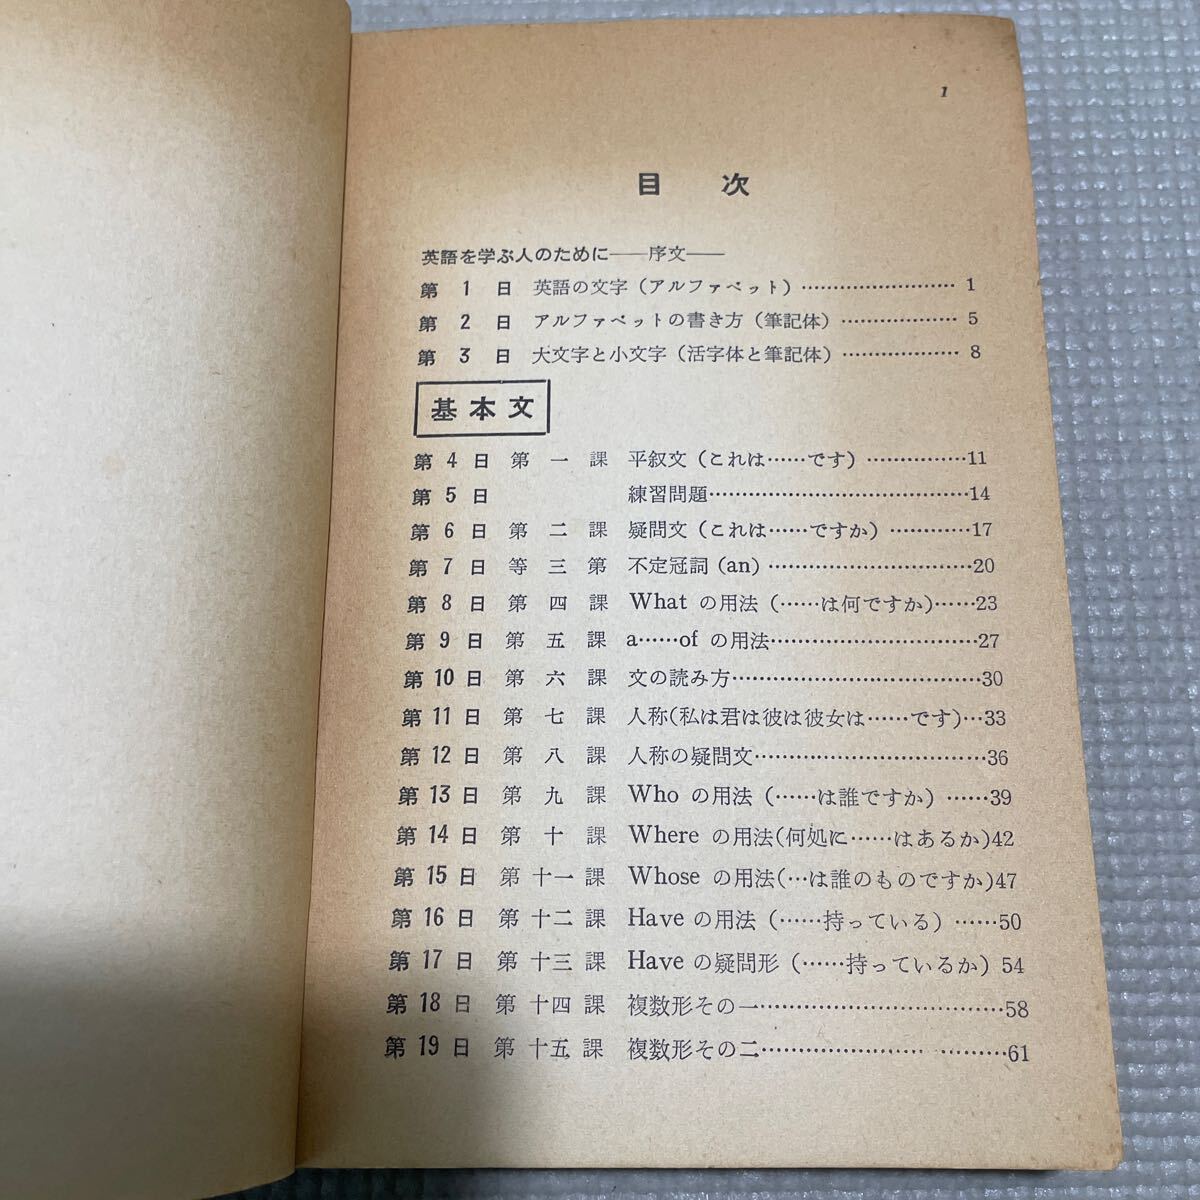 1
目 次
英語を学ぶ人のために——序文——
第 1 日 英語の文字（アルファベット）……………………1
第 2 日 アルファベットの書き方（筆記体）………………5
第 3 日 大文字と小文字（活字体と筆記体）………………8
基本文
第 4 日 第 一 課 平叙文（これは……です）……………11
第 5 日 練習問題…………………………………14
第 6 日 第 二 課 疑問文（これは……ですか）…………17
第 7 日 等 三 第 不定冠詞（an）…………………………20
第 8 日 第 四 課 What の用法（……は何ですか）……23
第 9 日 第 五 課 a……of の用法…………………………27
第 10 日 第 六 課 文の読み方………………………………30
第 11 日 第 七 課 人称（私は君は彼は彼女は……です）…33
第 12 日 第 八 課 人称の疑問文……………………………36
第 13 日 第 九 課 Who の用法（……は誰ですか）……39
第 14 日 第 十 課 Where の用法（何処に……はあるか）42
第 15 日 第 十一 課 Whose の用法（…は誰のものですか）47
第 16 日 第 十二 課 Have の用法（……持っている）……50
第 17 日 第 十三 課 Have の疑問形（……持っているか）54
第 18 日 第 十四 課 複数形その一……………………………58
第 19 日 第 十五 課 複数形その二……………………………61